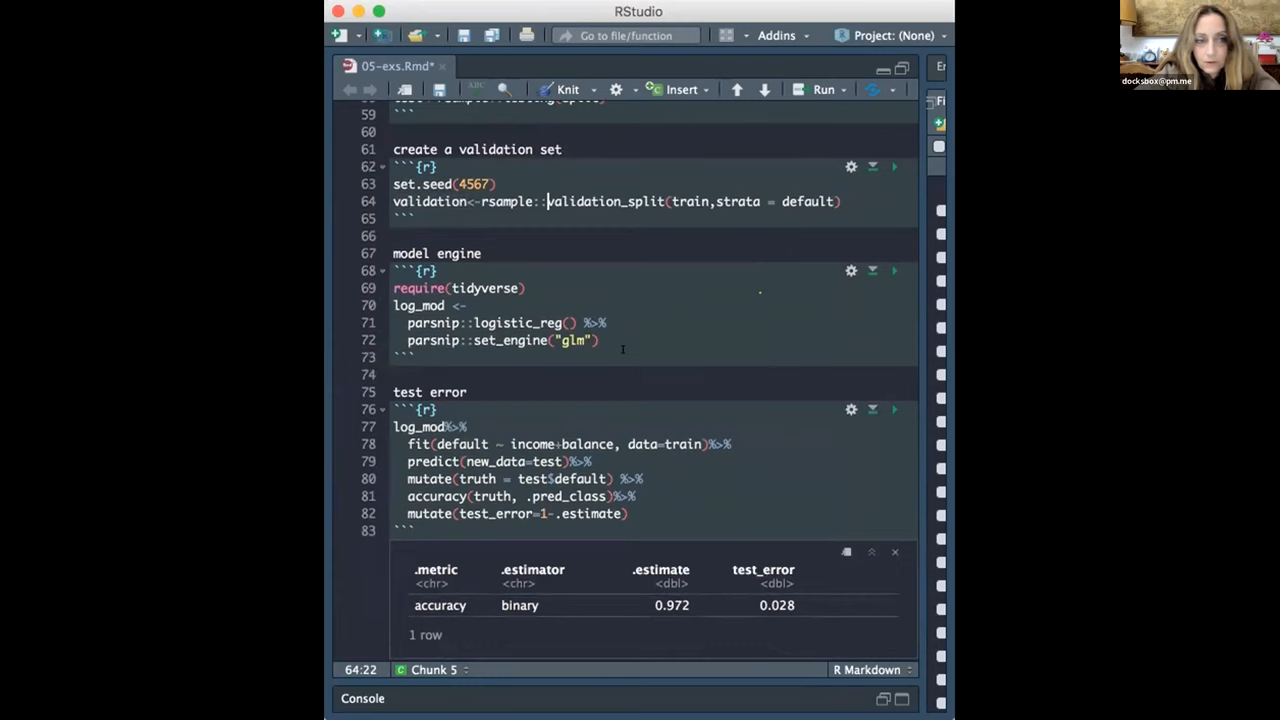 RStudio
Go to file/function
Addins
Project: (None)
05-exs.Rmd*
Knit
Insert
Run
59 ```
60
61 create a validation set
62 ```{r}
63 set.seed(4567)
64 validation<-rsample::validation_split(train,strata = default)
65 ```
66
67 model engine
68 ```{r}
69 require(tidyverse)
70 log_mod <-
71 parsnip::logistic_reg() %>%
72 parsnip::set_engine("glm")
73 ```
74
75 test error
76 ```{r}
77 log_mod%>%
78 fit(default ~ income+balance, data=train)%>%
79 predict(new_data=test)%>%
80 mutate(truth = test$default) %>%
81 accuracy(truth, .pred_class)%>%
82 mutate(test_error=1-.estimate)
83 ```
.metric .estimator .estimate test_error
<chr> <chr> <dbl> <dbl>
accuracy binary 0.972 0.028
1 row
64:22 Chunk 5 R Markdown
Console
docksbox@pm.me